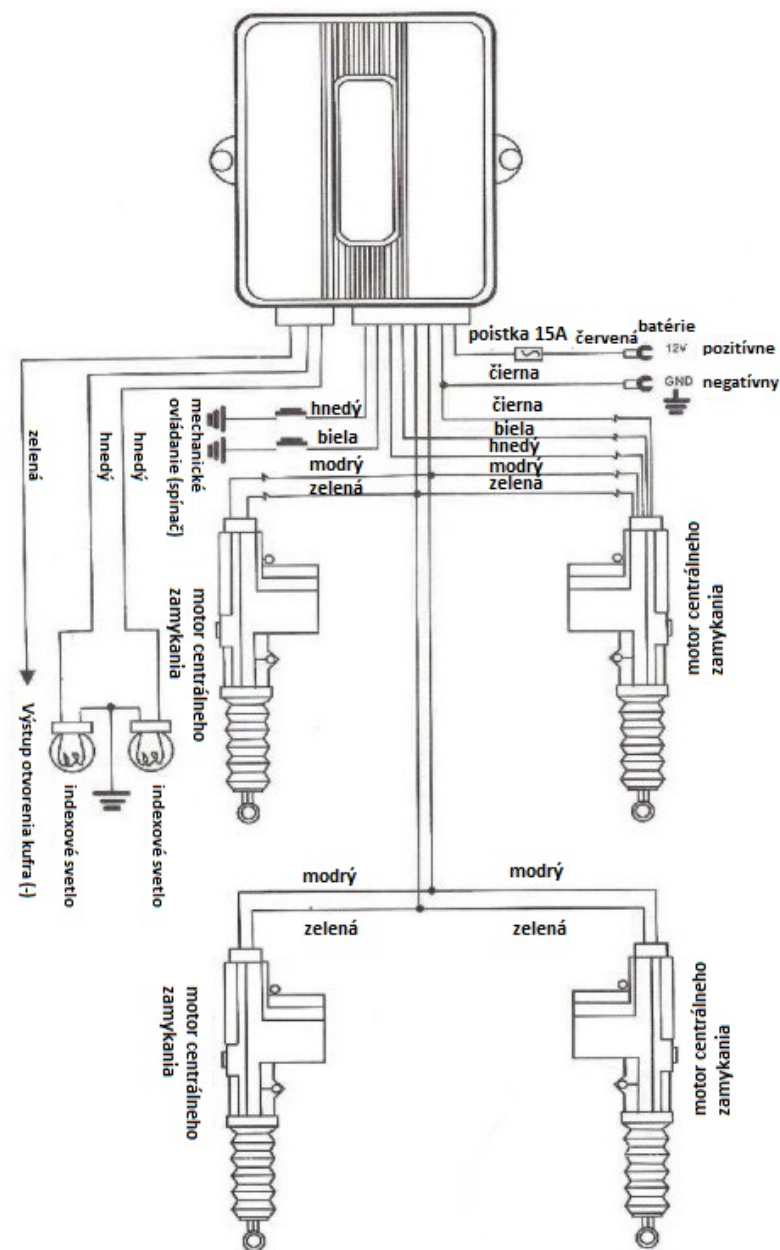 poistka 15A
červená
batérie
12V
pozitívne
čierna
GND
negatívny
mechanické
ovládanie (spínač)
hnedý
biela
modrý
zelená
čierna
biela
hnedý
modrý
zelená
zelená
hnedý
hnedý
motor centrálneho
zamykania
motor centrálneho
zamykania
Výstup otvorenia kufra (-)
indexové svetlo
indexové svetlo
modrý
modrý
zelená
zelená
motor centrálneho
zamykania
motor centrálneho
zamykania